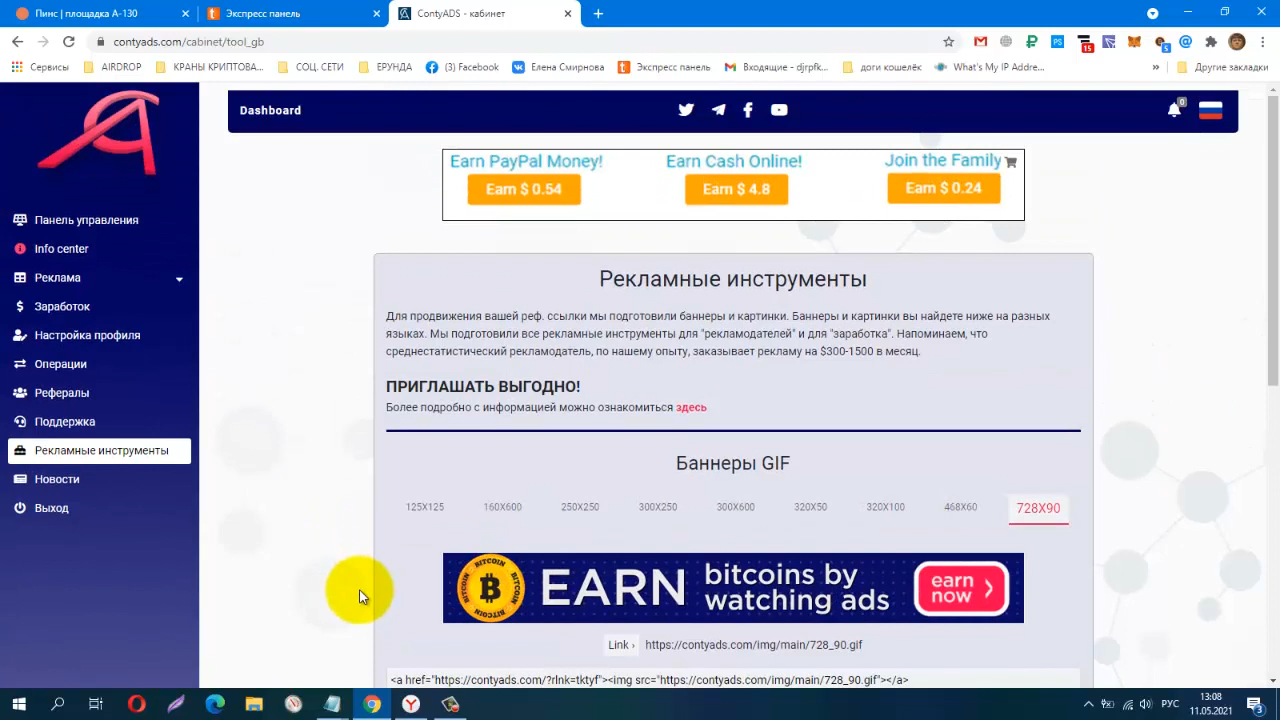 Пинс | площадка А-130
Экспресс панель
ContyADS - кабинет
contyads.com/cabinet/tool_gb
15
5
Сервисы
AIRDROP
КРАНЫ КРИПТОВА...
СОЦ. СЕТИ
ЕРУНДА
(3) Facebook
Елена Смирнова
Экспресс панель
Входящие - djrpfk...
доги кошелёк
What's My IP Addre...
»
Другие закладки
Dashboard
0
Earn PayPal Money!
Earn Cash Online!
Join the Family
Earn $ 0.54
Earn $ 4.8
Earn $ 0.24
Панель управления
Info center
Реклама
Заработок
Настройка профиля
Операции
Рефералы
Поддержка
Рекламные инструменты
Новости
Выход
Рекламные инструменты
Для продвижения вашей реф. ссылки мы подготовили баннеры и картинки. Баннеры и картинки вы найдете ниже на разных
языках. Мы подготовили все рекламные инструменты для "рекламодателей" и для "заработка". Напоминаем, что
среднестатистический рекламодатель, по нашему опыту, заказывает рекламу на $300-1500 в месяц.
ПРИГЛАШАТЬ ВЫГОДНО!
Более подробно с информацией можно ознакомиться здесь
Баннеры GIF
125X125
160X600
250X250
300X250
300X600
320X50
320X100
468X60
728X90
BITCOIN
BITCOIN
EARN
bitcoins by
watching ads
earn
now
Link ›
https://contyads.com/img/main/728_90.gif
<a href="https://contyads.com/?rlnk=tktyf"><img src="https://contyads.com/img/main/728_90.gif"></a>
РУС
13:08
11.05.2021
3